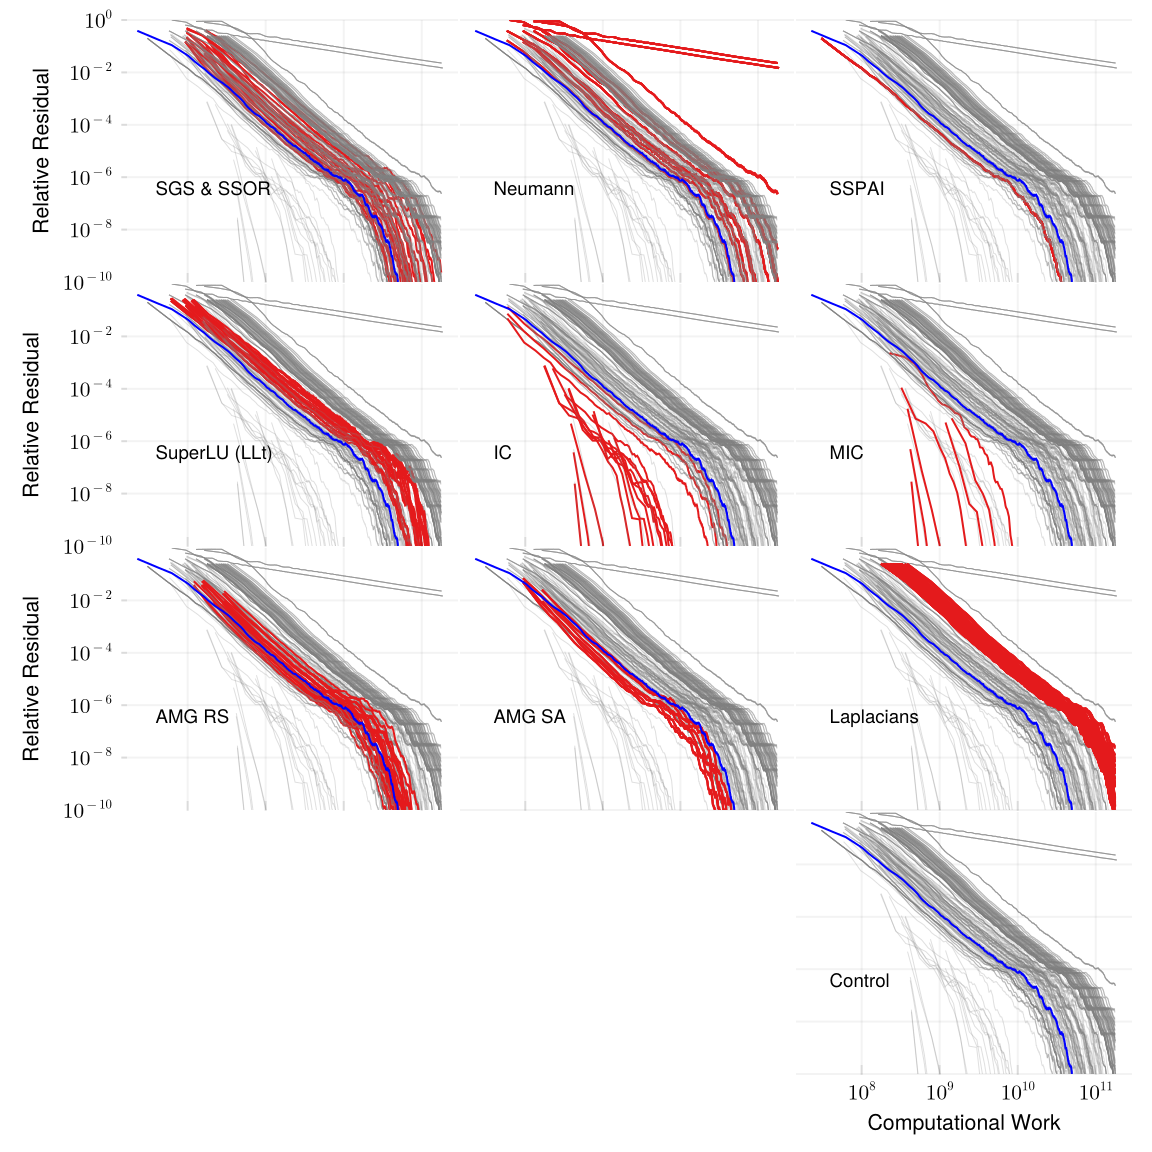 Relative Residual
10^0
10^−2
10^−4
10^−6
10^−8
10^−10
SGS & SSOR
Neumann
SSPAI
Relative Residual
10^−2
10^−4
10^−6
10^−8
10^−10
SuperLU (LLt)
IC
MIC
Relative Residual
10^−2
10^−4
10^−6
10^−8
10^−10
AMG RS
AMG SA
Laplacians
Control
10^8 10^9 10^10 10^11
Computational Work